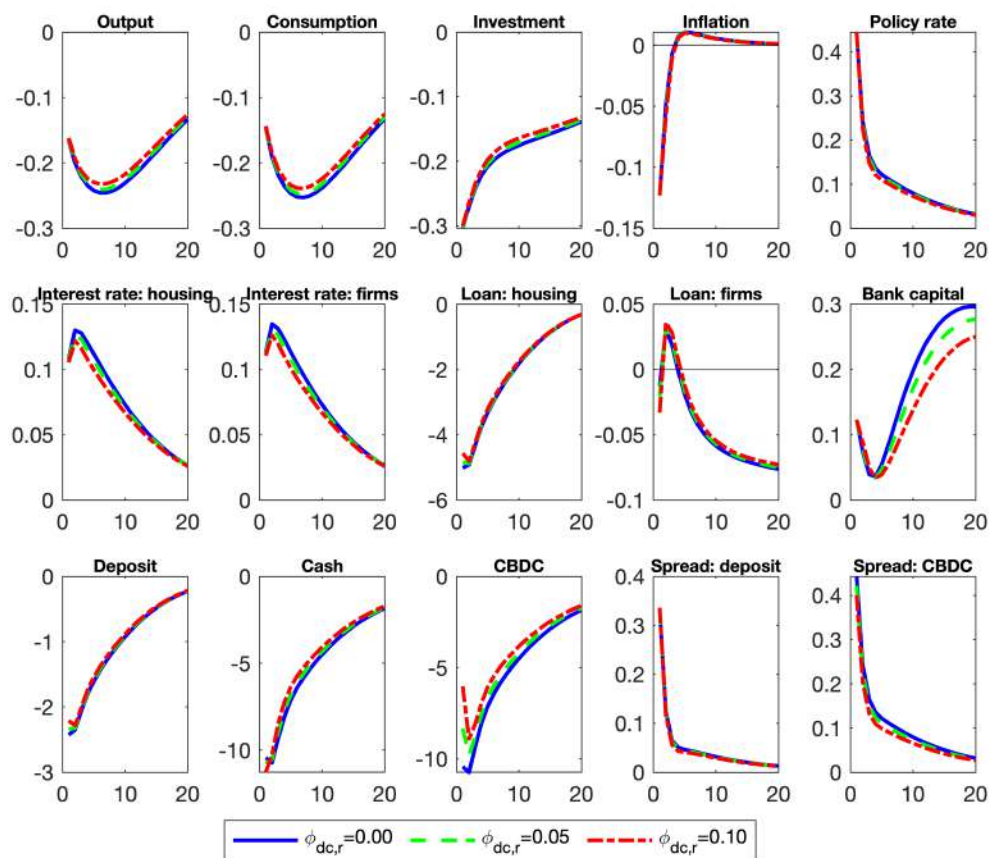 Output Consumption Investment Inflation Policy rate
0 0 0 0 0.4
-0.1 -0.1 -0.1 -0.05 0.3
-0.2 -0.2 -0.2 -0.1 0.2
0.1
-0.3 -0.3 -0.3 -0.15 0
0 10 20 0 10 20 0 10 20 0 10 20 0 10 20
Interest rate: housing Interest rate: firms Loan: housing Loan: firms Bank capital
0.15 0.15 0 0.05 0.3
0.1 0.1 -2 0 0.2
0.05 0.05 -4 -0.05 0.1
0 0 -6 -0.1 0
0 10 20 0 10 20 0 10 20 0 10 20 0 10 20
Deposit Cash CBDC Spread: deposit Spread: CBDC
0 0 0 0.4 0.4
-1 -5 -5 0.3 0.3
-2 -10 -10 0.2 0.2
0.1 0.1
-3 0 0
0 10 20 0 10 20 0 10 20 0 10 20 0 10 20
ϕdc,r=0.00 ϕdc,r=0.05 ϕdc,r=0.10